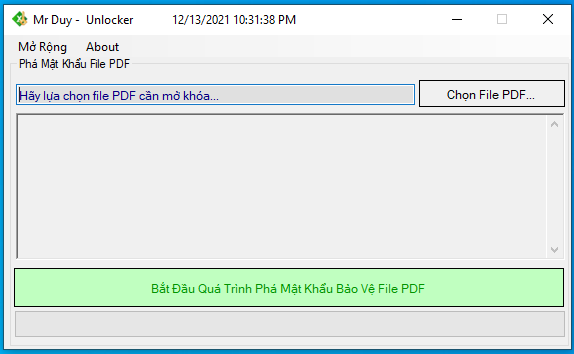 Mr Duy - Unlocker 12/13/2021 10:31:38 PM
Mở Rộng About
Phá Mật Khẩu File PDF
Hãy lựa chọn file PDF cần mở khóa... Chọn File PDF...
Bắt Đầu Quá Trình Phá Mật Khẩu Bảo Vệ File PDF